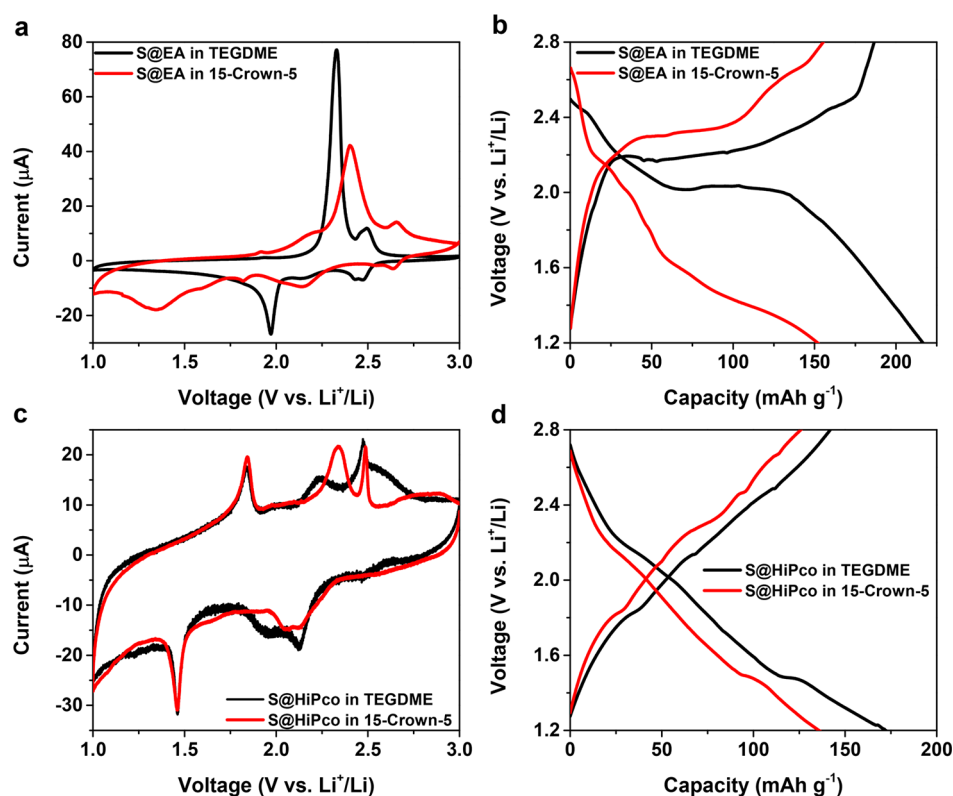 a
S@EA in TEGDME
S@EA in 15-Crown-5
80
60
40
20
0
-20
1.0
1.5
2.0
2.5
3.0
Current (μA)
Voltage (V vs. Li⁺/Li)
b
S@EA in TEGDME
S@EA in 15-Crown-5
2.8
2.4
2.0
1.6
1.2
0
50
100
150
200
Voltage (V vs. Li⁺/Li)
Capacity (mAh g⁻¹)
c
20
10
0
-10
-20
-30
S@HiPco in TEGDME
S@HiPco in 15-Crown-5
1.0
1.5
2.0
2.5
3.0
Current (μA)
Voltage (V vs. Li⁺/Li)
d
2.8
2.4
2.0
1.6
1.2
S@HiPco in TEGDME
S@HiPco in 15-Crown-5
0
50
100
150
200
Voltage (V vs. Li⁺/Li)
Capacity (mAh g⁻¹)